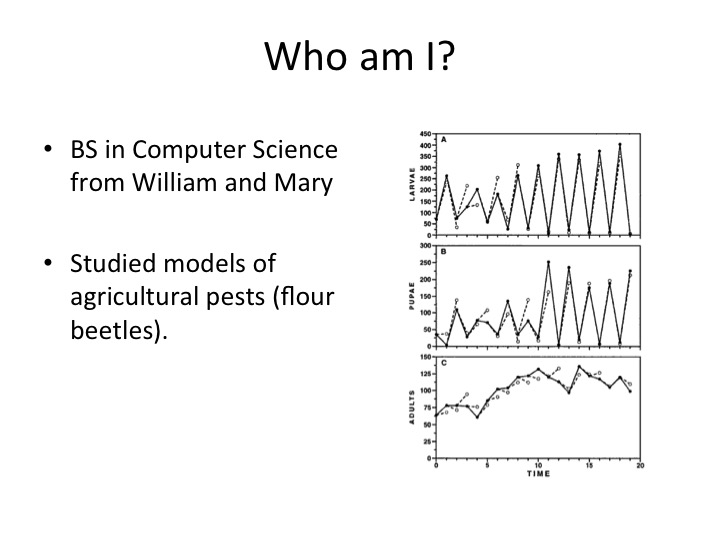 Who am I?
• BS in Computer Science
from William and Mary
• Studied models of
agricultural pests (flour
beetles).
A
LARVAE
450
400
350
300
250
200
150
100
50
0
B
PUPAE
300
250
200
150
100
50
0
C
ADULTS
150
125
100
75
50
25
0
0 5 10 15 20
TIME